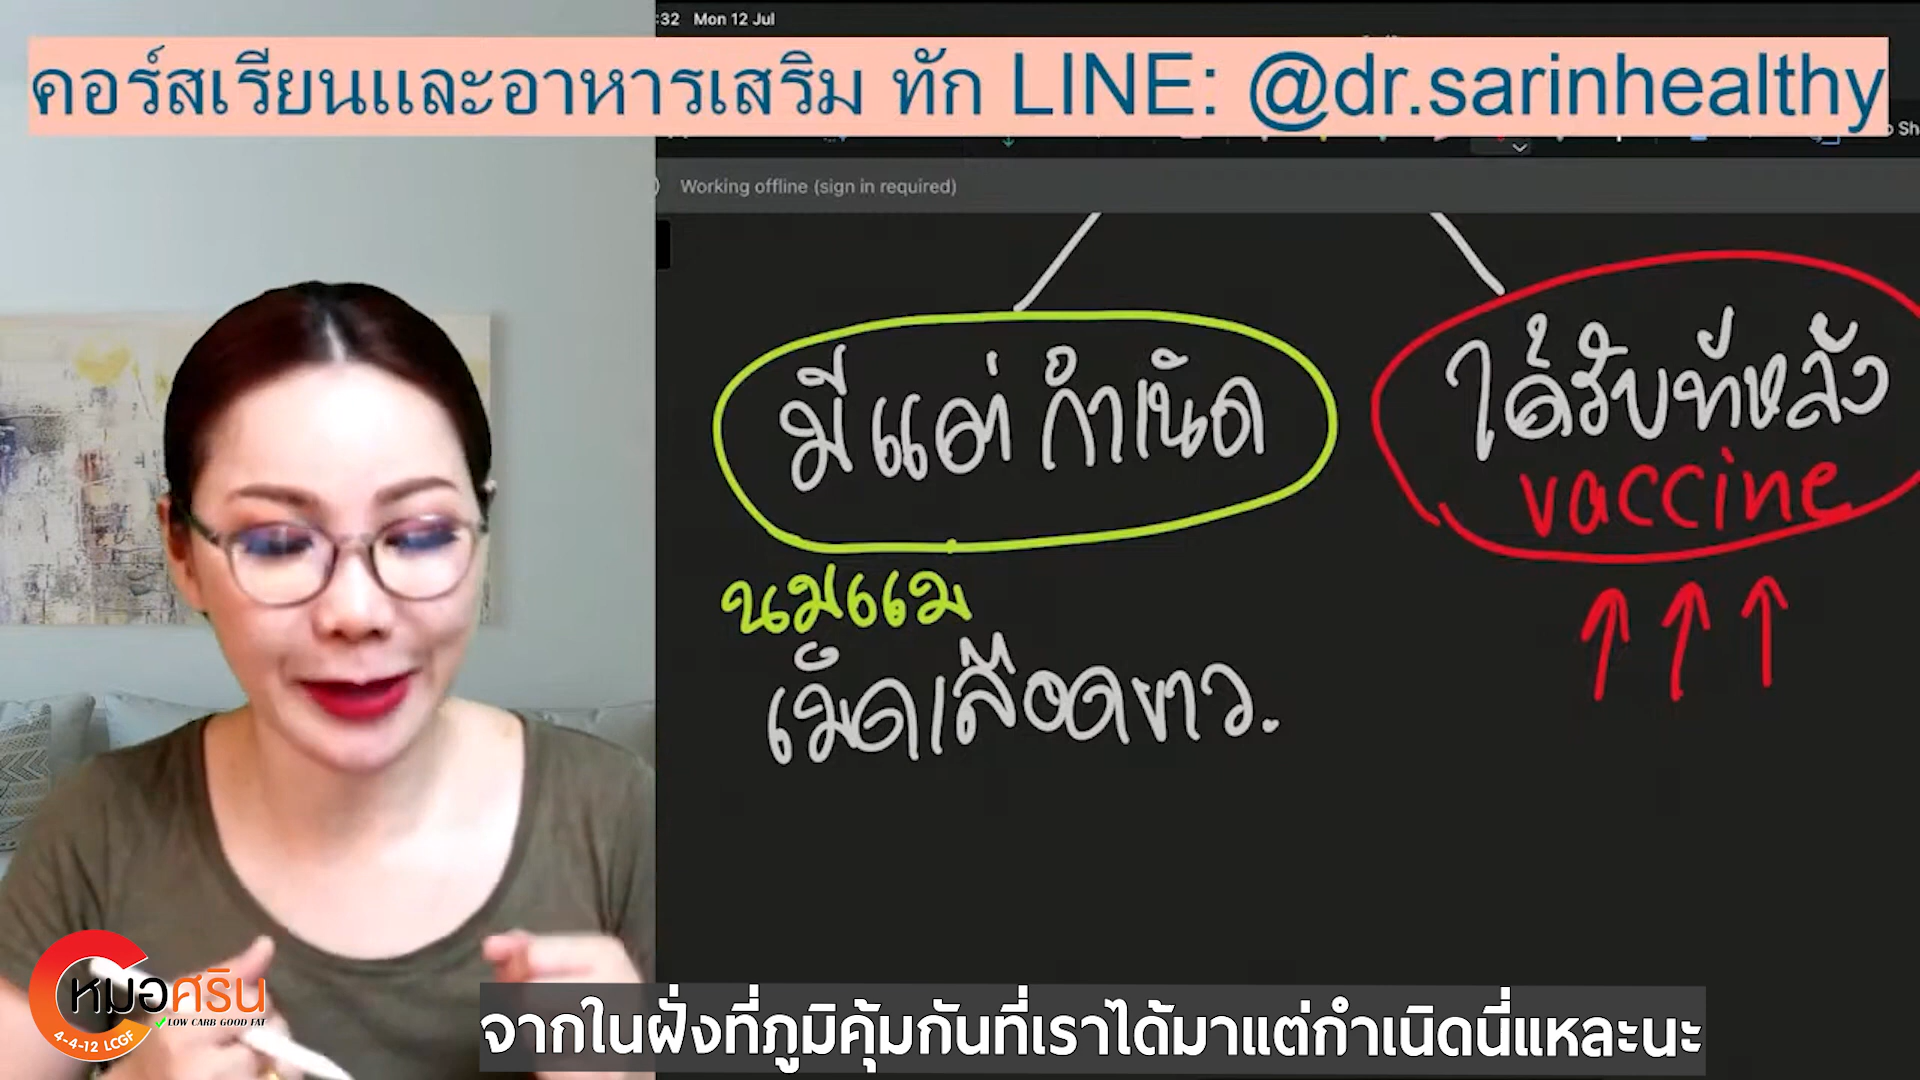 :32 Mon 12 Jul
คอร์สเรียนและอาหารเสริม ทัก LINE: @dr.sarinhealthy
Working offline (sign in required)
มีแต่กำเนิด
ได้รับทีหลัง
vaccine
นมแม่
เม็ดเลือดขาว.
หมอศริน
LOW CARB GOOD FAT
4-4-12 LCGF
จากในฝั่งที่ภูมิคุ้มกันที่เราได้มาแต่กำเนิดนี่แหละนะ